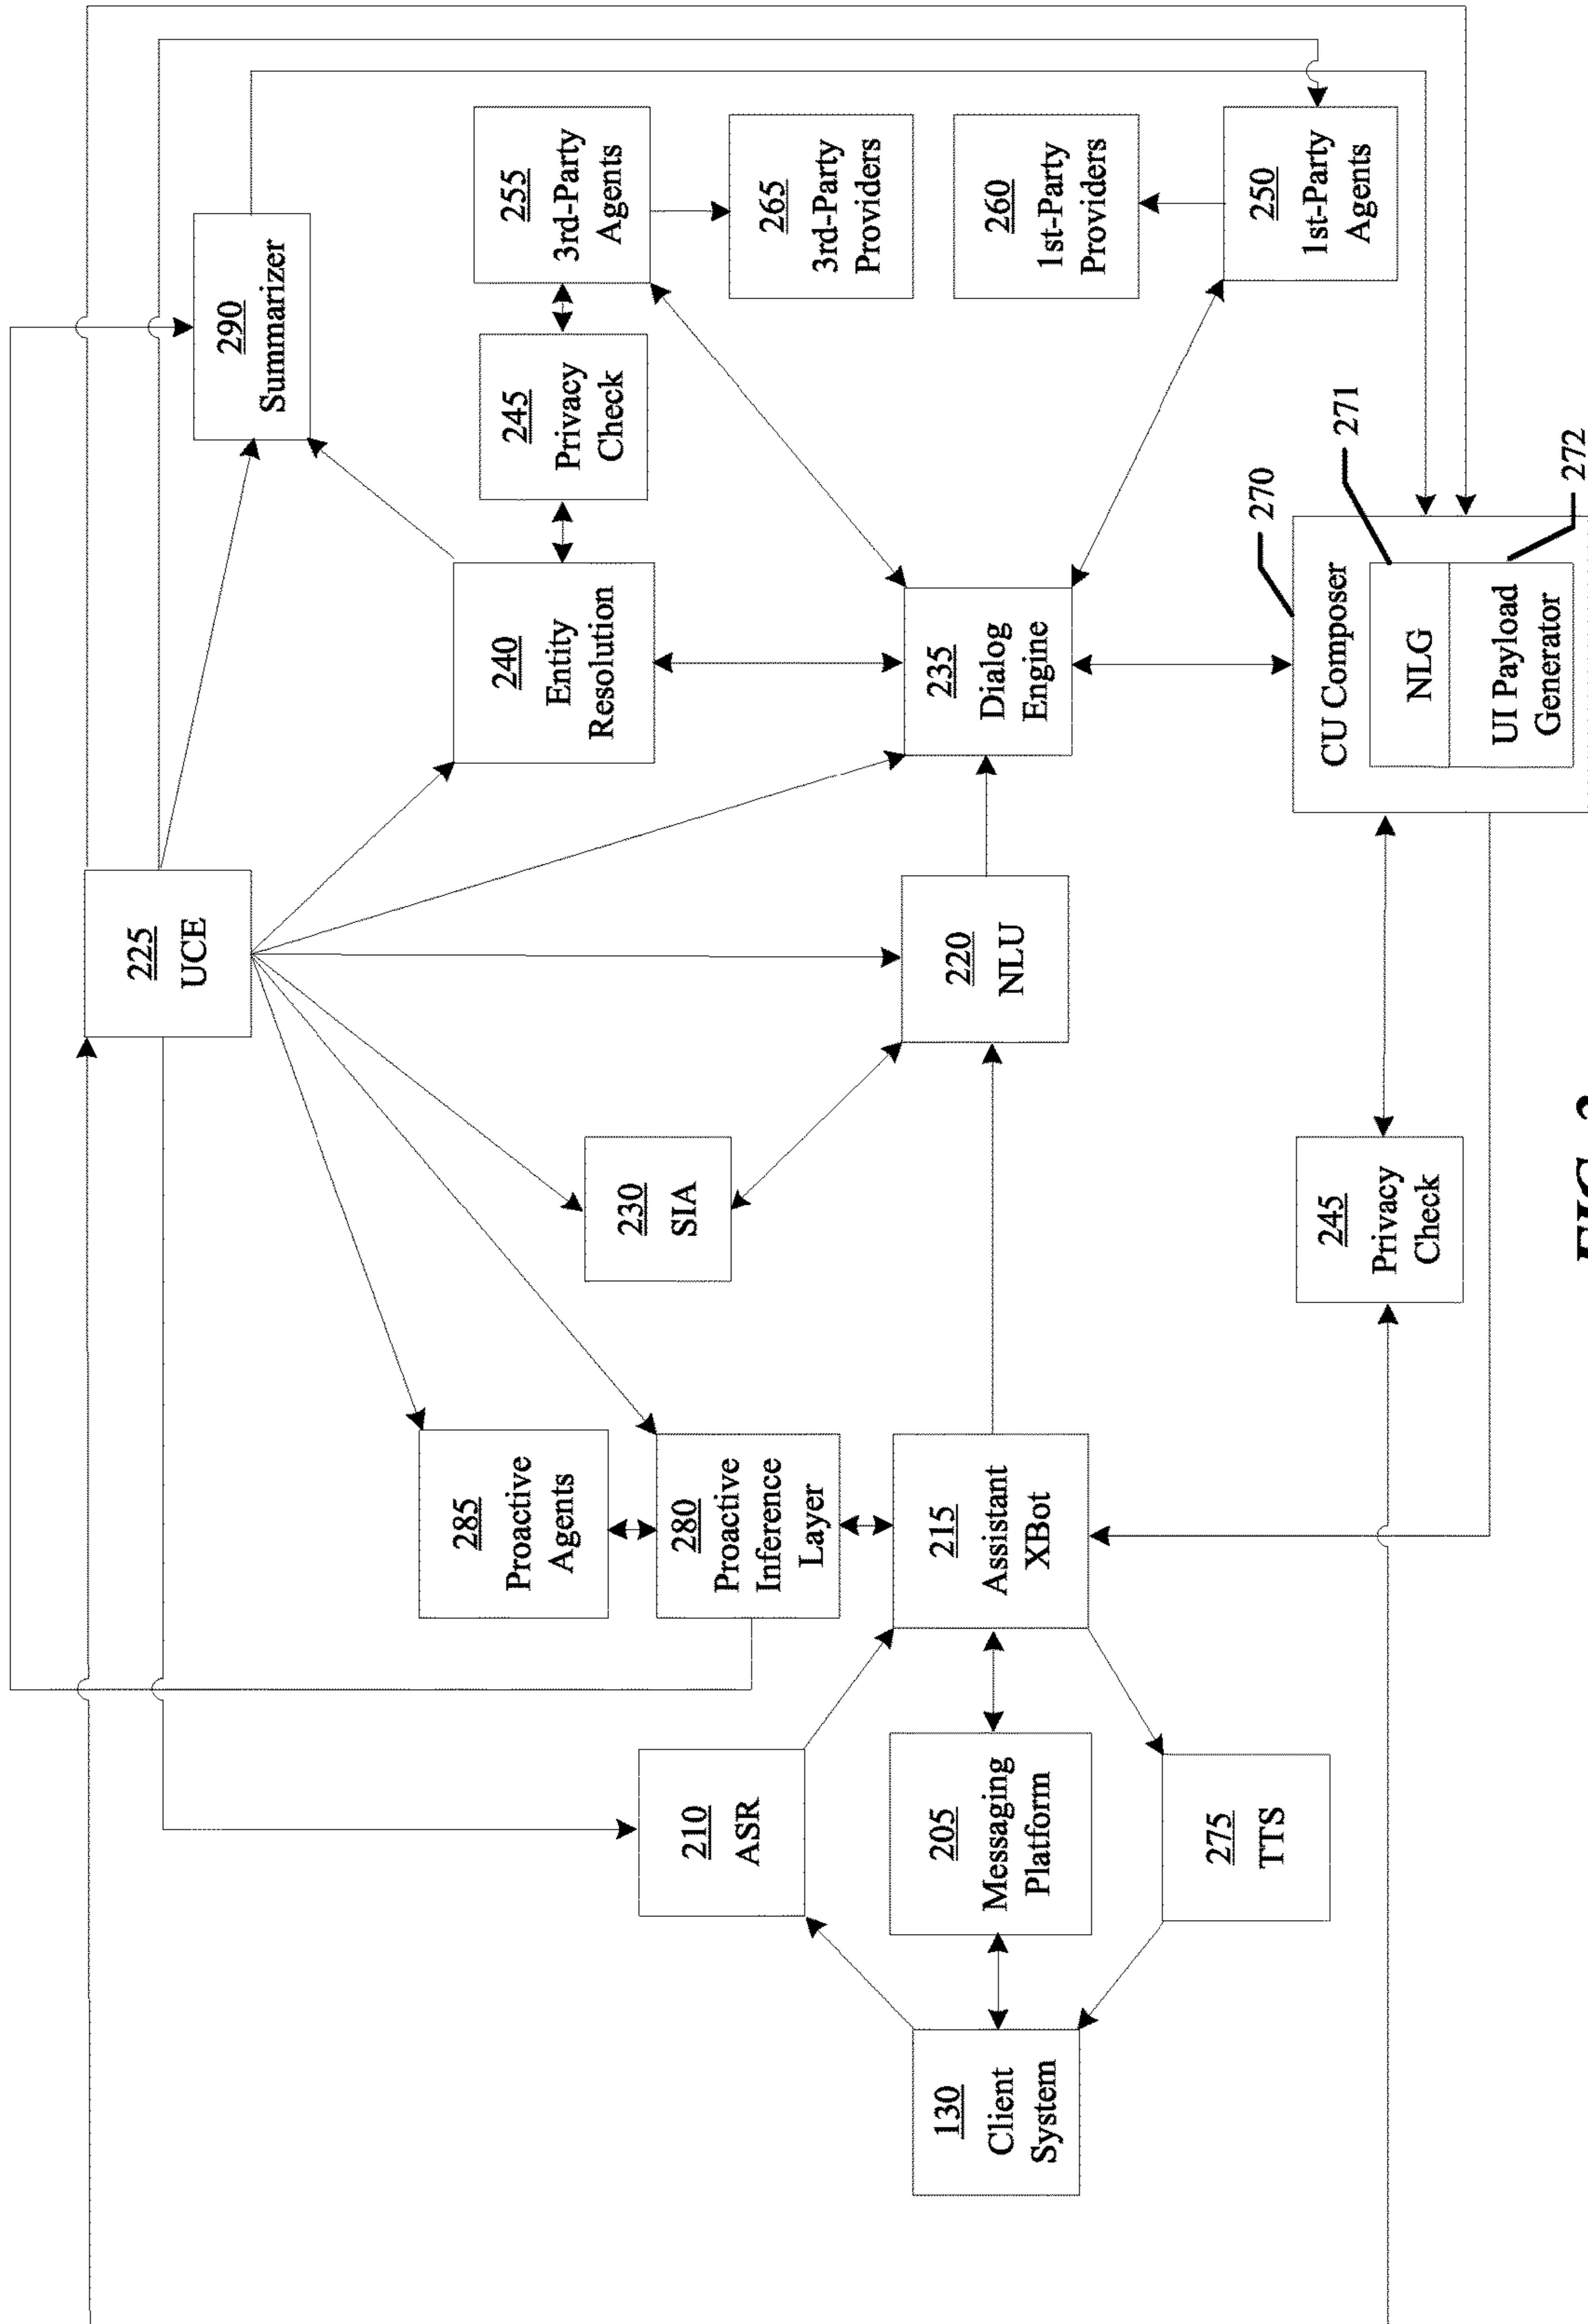 225
UCE
290
Summarizer
285
Proactive
Agents
240
Entity
Resolution
245
Privacy
Check
255
3rd-Party
Agents
230
SIA
280
Proactive
Inference
Layer
210
ASR
265
3rd-Party
Providers
130
Client
System
205
Messaging
Platform
215
Assistant
XBot
220
NLU
235
Dialog
Engine
260
1st-Party
Providers
275
TTS
250
1st-Party
Agents
245
Privacy
Check
270
CU Composer
271
NLG
UI Payload
Generator
272
FIG. 2